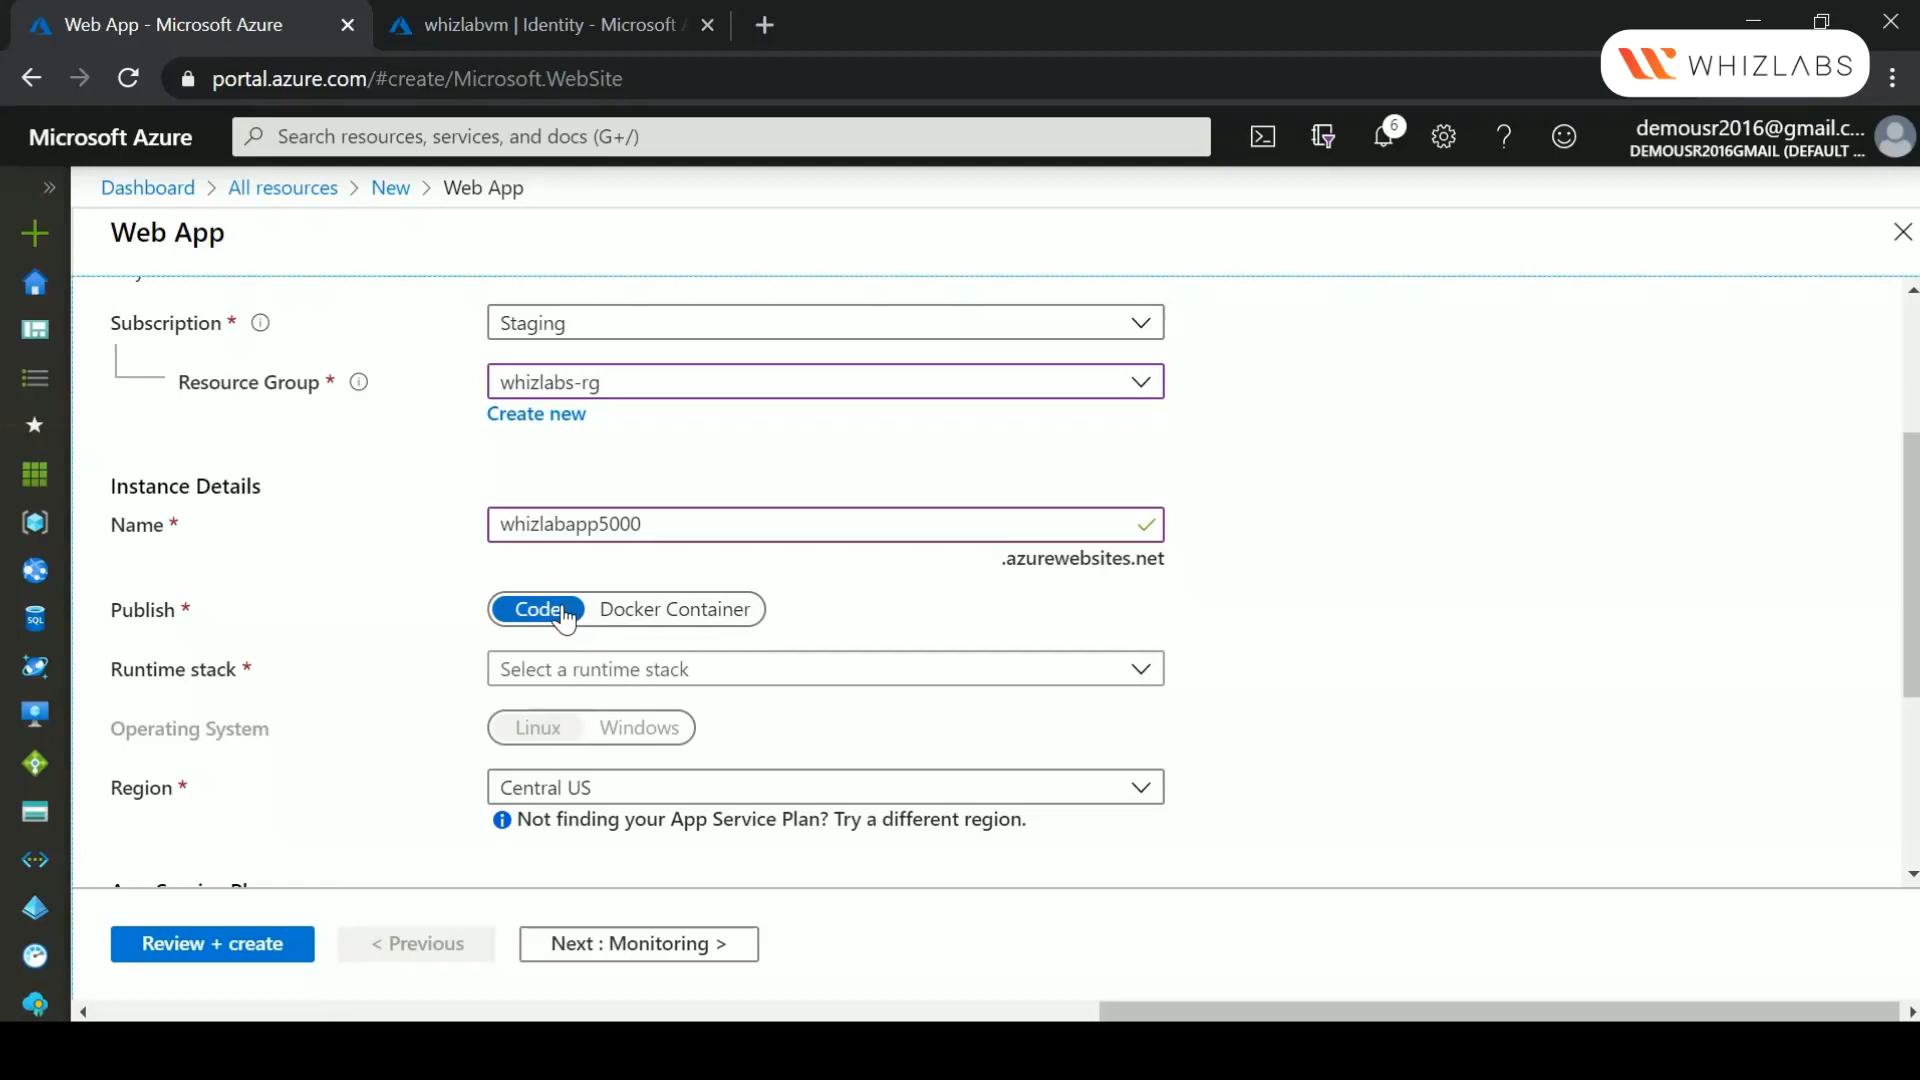 Web App - Microsoft Azure
whizlabvm | Identity - Microsoft
portal.azure.com/#create/Microsoft.WebSite
WHIZLABS
Microsoft Azure
Search resources, services, and docs (G+/)
6
demousr2016@gmail.c...
DEMOUSR2016GMAIL (DEFAULT ...
Dashboard > All resources > New > Web App
Web App
Subscription *
Staging
Resource Group *
whizlabs-rg
Create new
Instance Details
Name *
whizlabapp5000
.azurewebsites.net
Publish *
Code
Docker Container
Runtime stack *
Select a runtime stack
Operating System
Linux
Windows
Region *
Central US
Not finding your App Service Plan? Try a different region.
Review + create
< Previous
Next : Monitoring >
SQL